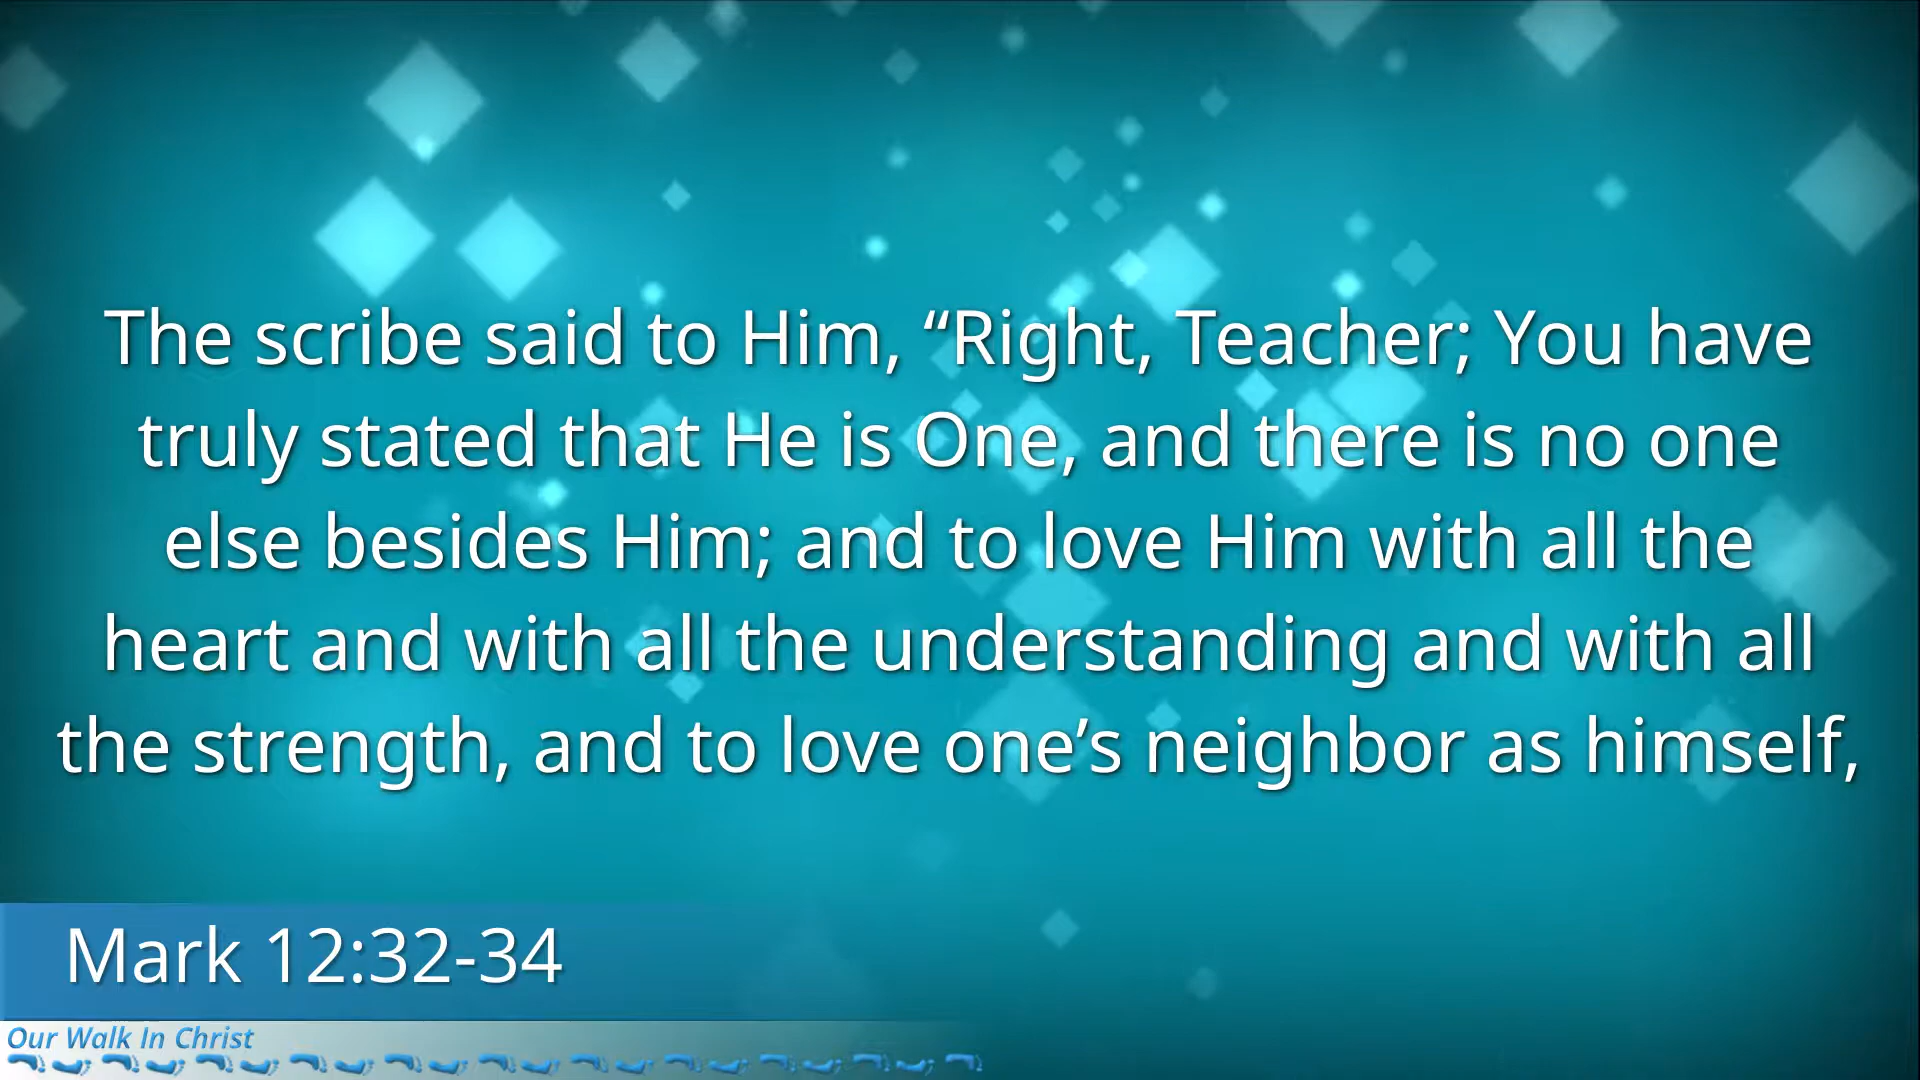 The scribe said to Him, “Right, Teacher; You have
truly stated that He is One, and there is no one
else besides Him; and to love Him with all the
heart and with all the understanding and with all
the strength, and to love one’s neighbor as himself,
Mark 12:32-34
Our Walk In Christ